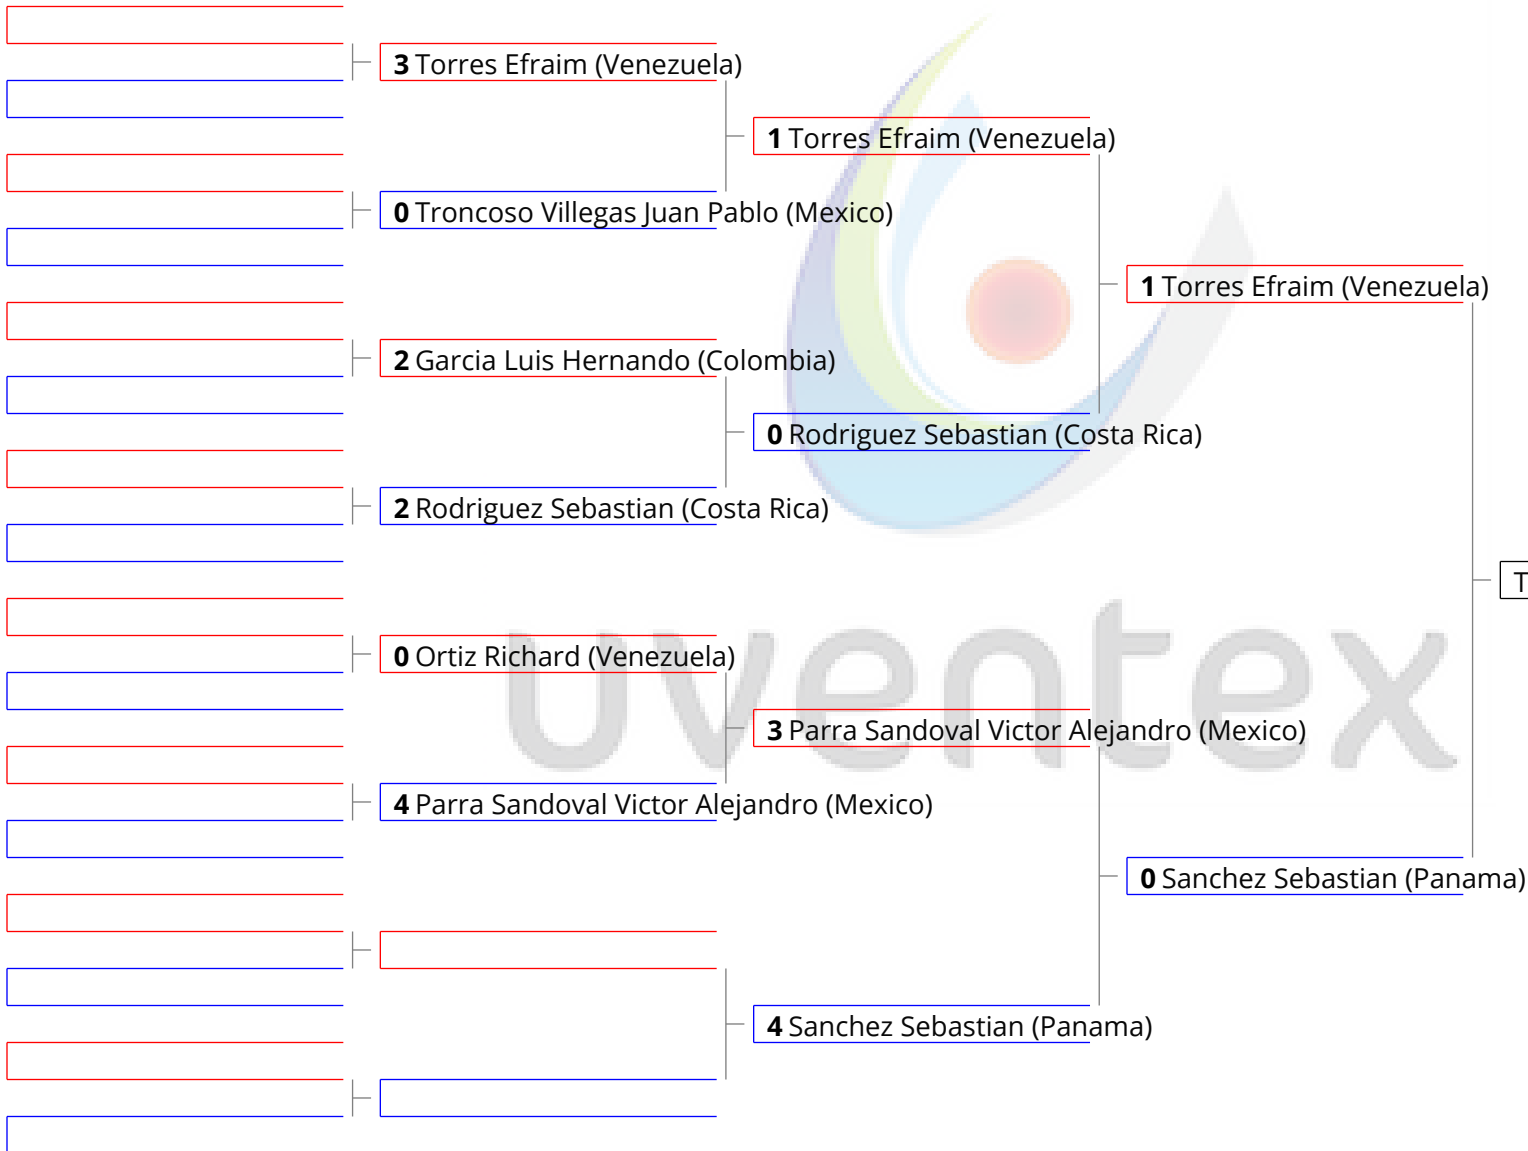 3 Torres Efraim (Venezuela)
1 Torres Efraim (Venezuela)
0 Troncoso Villegas Juan Pablo (Mexico)
1 Torres Efraim (Venezuela)
2 Garcia Luis Hernando (Colombia)
0 Rodriguez Sebastian (Costa Rica)
2 Rodriguez Sebastian (Costa Rica)
T
uventex
0 Ortiz Richard (Venezuela)
3 Parra Sandoval Victor Alejandro (Mexico)
4 Parra Sandoval Victor Alejandro (Mexico)
0 Sanchez Sebastian (Panama)
4 Sanchez Sebastian (Panama)